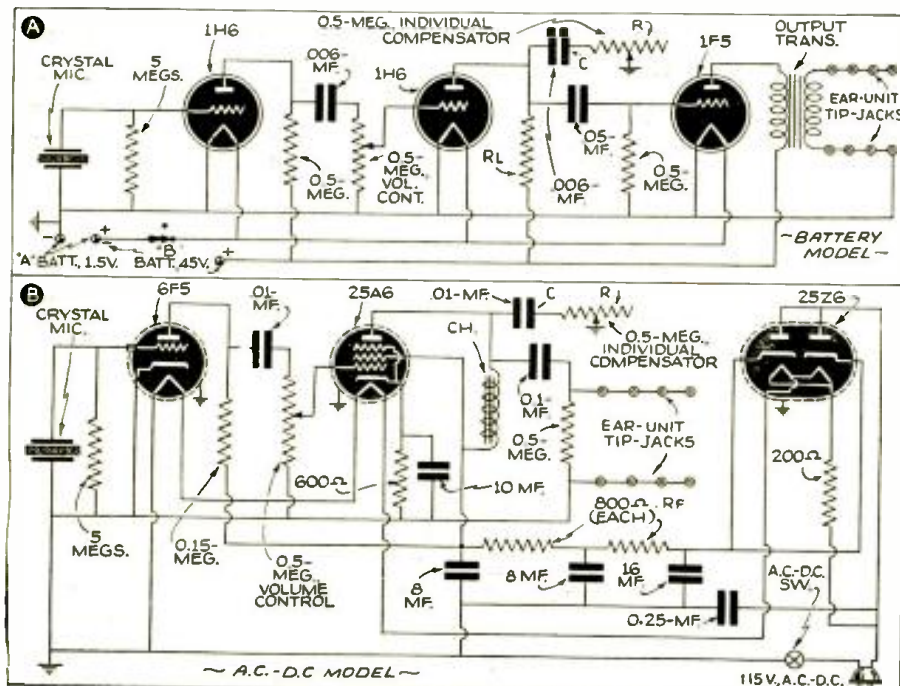 A
CRYSTAL
MIC.
5
MEGS.
1H6
0.5-MEG. INDIVIDUAL
COMPENSATOR
.006-
MF.
1H6
0.5-
MEG.
0.5-
MEG.
VOL.
CONT.
RL
C
R
.05-
MF.
.006-
MF.
0.5-
MEG.
1F5
OUTPUT
TRANS.
EAR-UNIT
TIP-JACKS
- + "B" +
"A" BATT., 1.5V. BATT. 45V.
~BATTERY
MODEL~
B
CRYSTAL
MIC.
6F5
.01-
MF.
25A6
.01-MF. C R
0.5-MEG.,
INDIVIDUAL
COMPENSATOR
CH.
0.1-
MF.
0.5-
MEG.
EAR-UNIT
TIP-JACKS
25Z6
200Ω
600Ω
10 MF.
800Ω RF
(EACH)
5
MEGS.
0.15-
MEG.
0.5-
MEG.
VOLUME
CONTROL
8
MF.
8 MF.
16
MF.
0.25-MF.
A.C.-D.C.
SW.
~ A.C.-D.C MODEL ~
115V., A.C.-D.C.